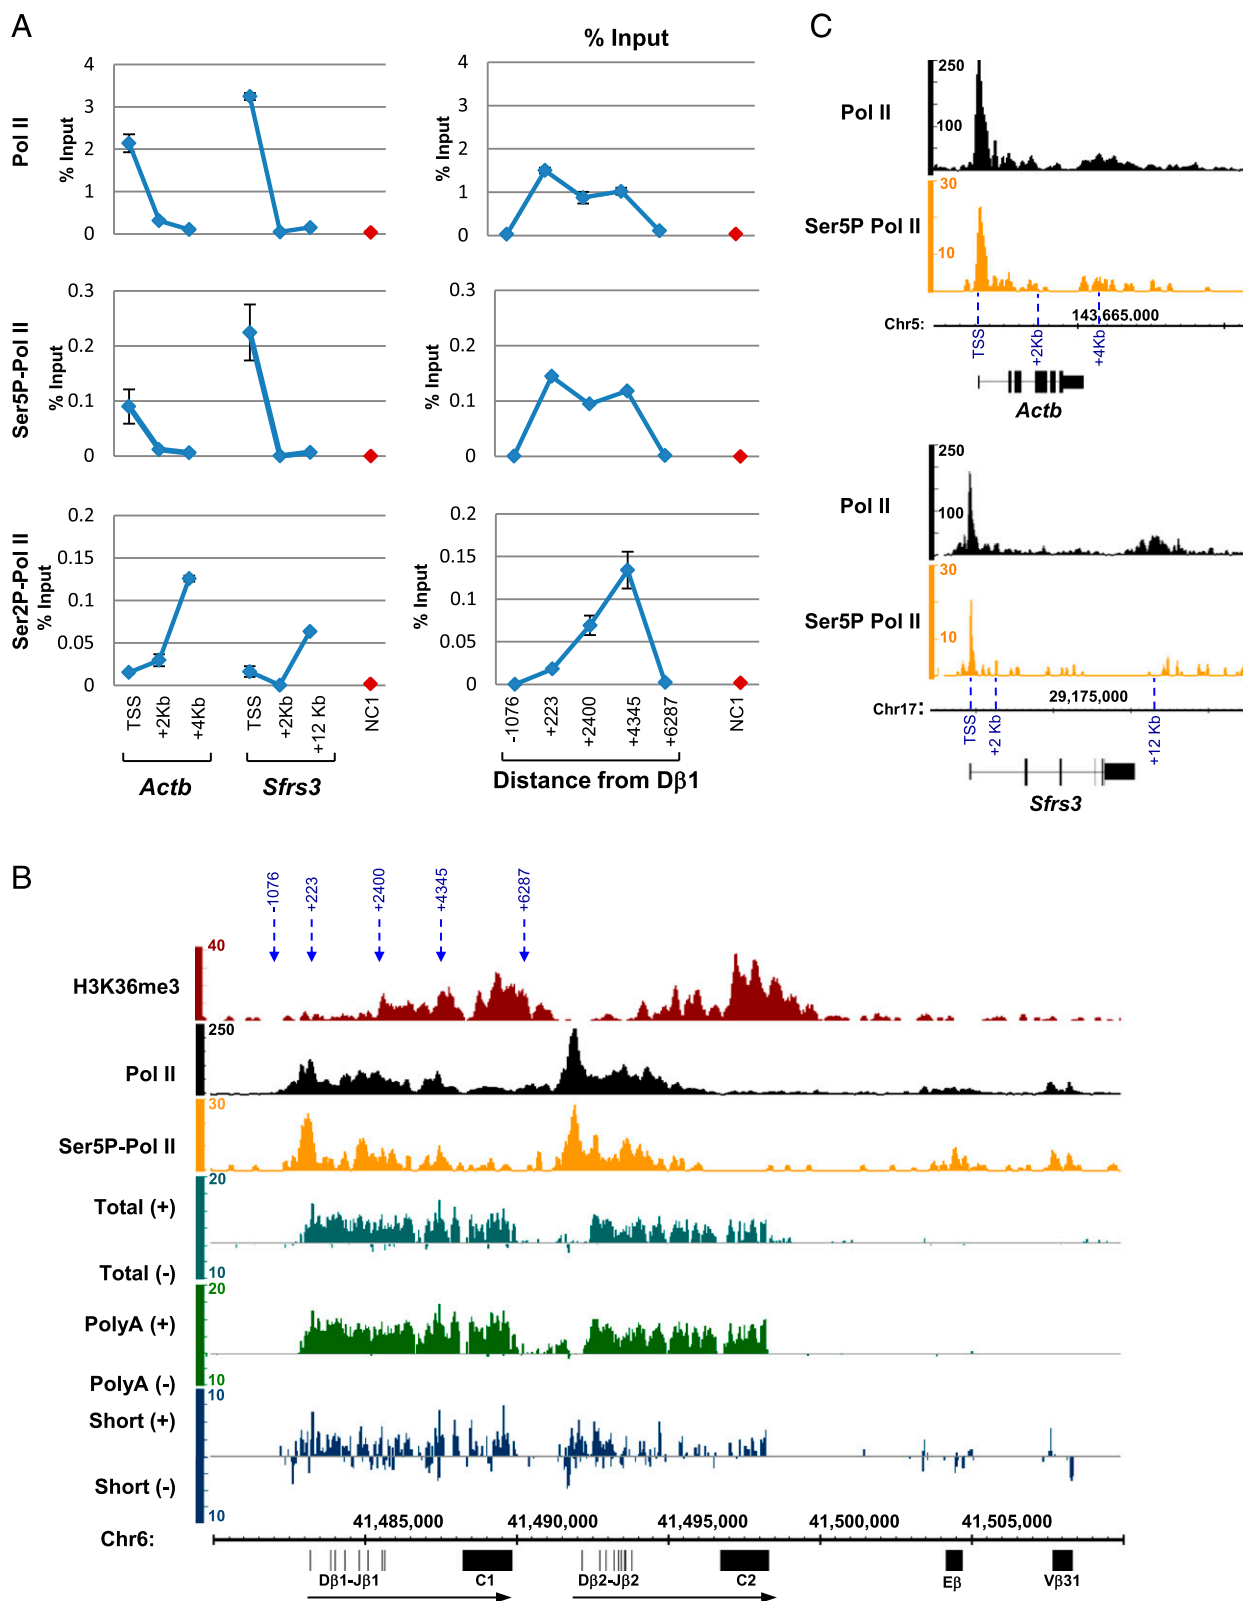 A
% Input
Pol II
% Input
4
3
2
1
0
4
3
2
1
0
% Input
Ser5P-Pol II
% Input
0.3
0.2
0.1
0
0.3
0.2
0.1
0
% Input
Ser2P-Pol II
% Input
0.2
0.15
0.1
0.05
0
0.2
0.15
0.1
0.05
0
% Input
TSS
+2Kb
+4Kb
TSS
+2Kb
+12 Kb
NC1
Actb
Sfrs3
-1076
+223
+2400
+4345
+6287
NC1
Distance from Dβ1
C
Pol II
250
100
Ser5P Pol II
30
10
Chr5:
143,665,000
TSS
+2Kb
+4Kb
Actb
Pol II
250
100
Ser5P Pol II
30
10
Chr17:
29,175,000
TSS
+2 Kb
+12 Kb
Sfrs3
B
-1076
+223
+2400
+4345
+6287
H3K36me3
40
Pol II
250
Ser5P-Pol II
30
Total (+)
20
Total (-)
10
PolyA (+)
20
PolyA (-)
10
Short (+)
10
Short (-)
10
Chr6:
41,485,000
41,490,000
41,495,000
41,500,000
41,505,000
Dβ1-Jβ1
C1
Dβ2-Jβ2
C2
Eβ
Vβ31